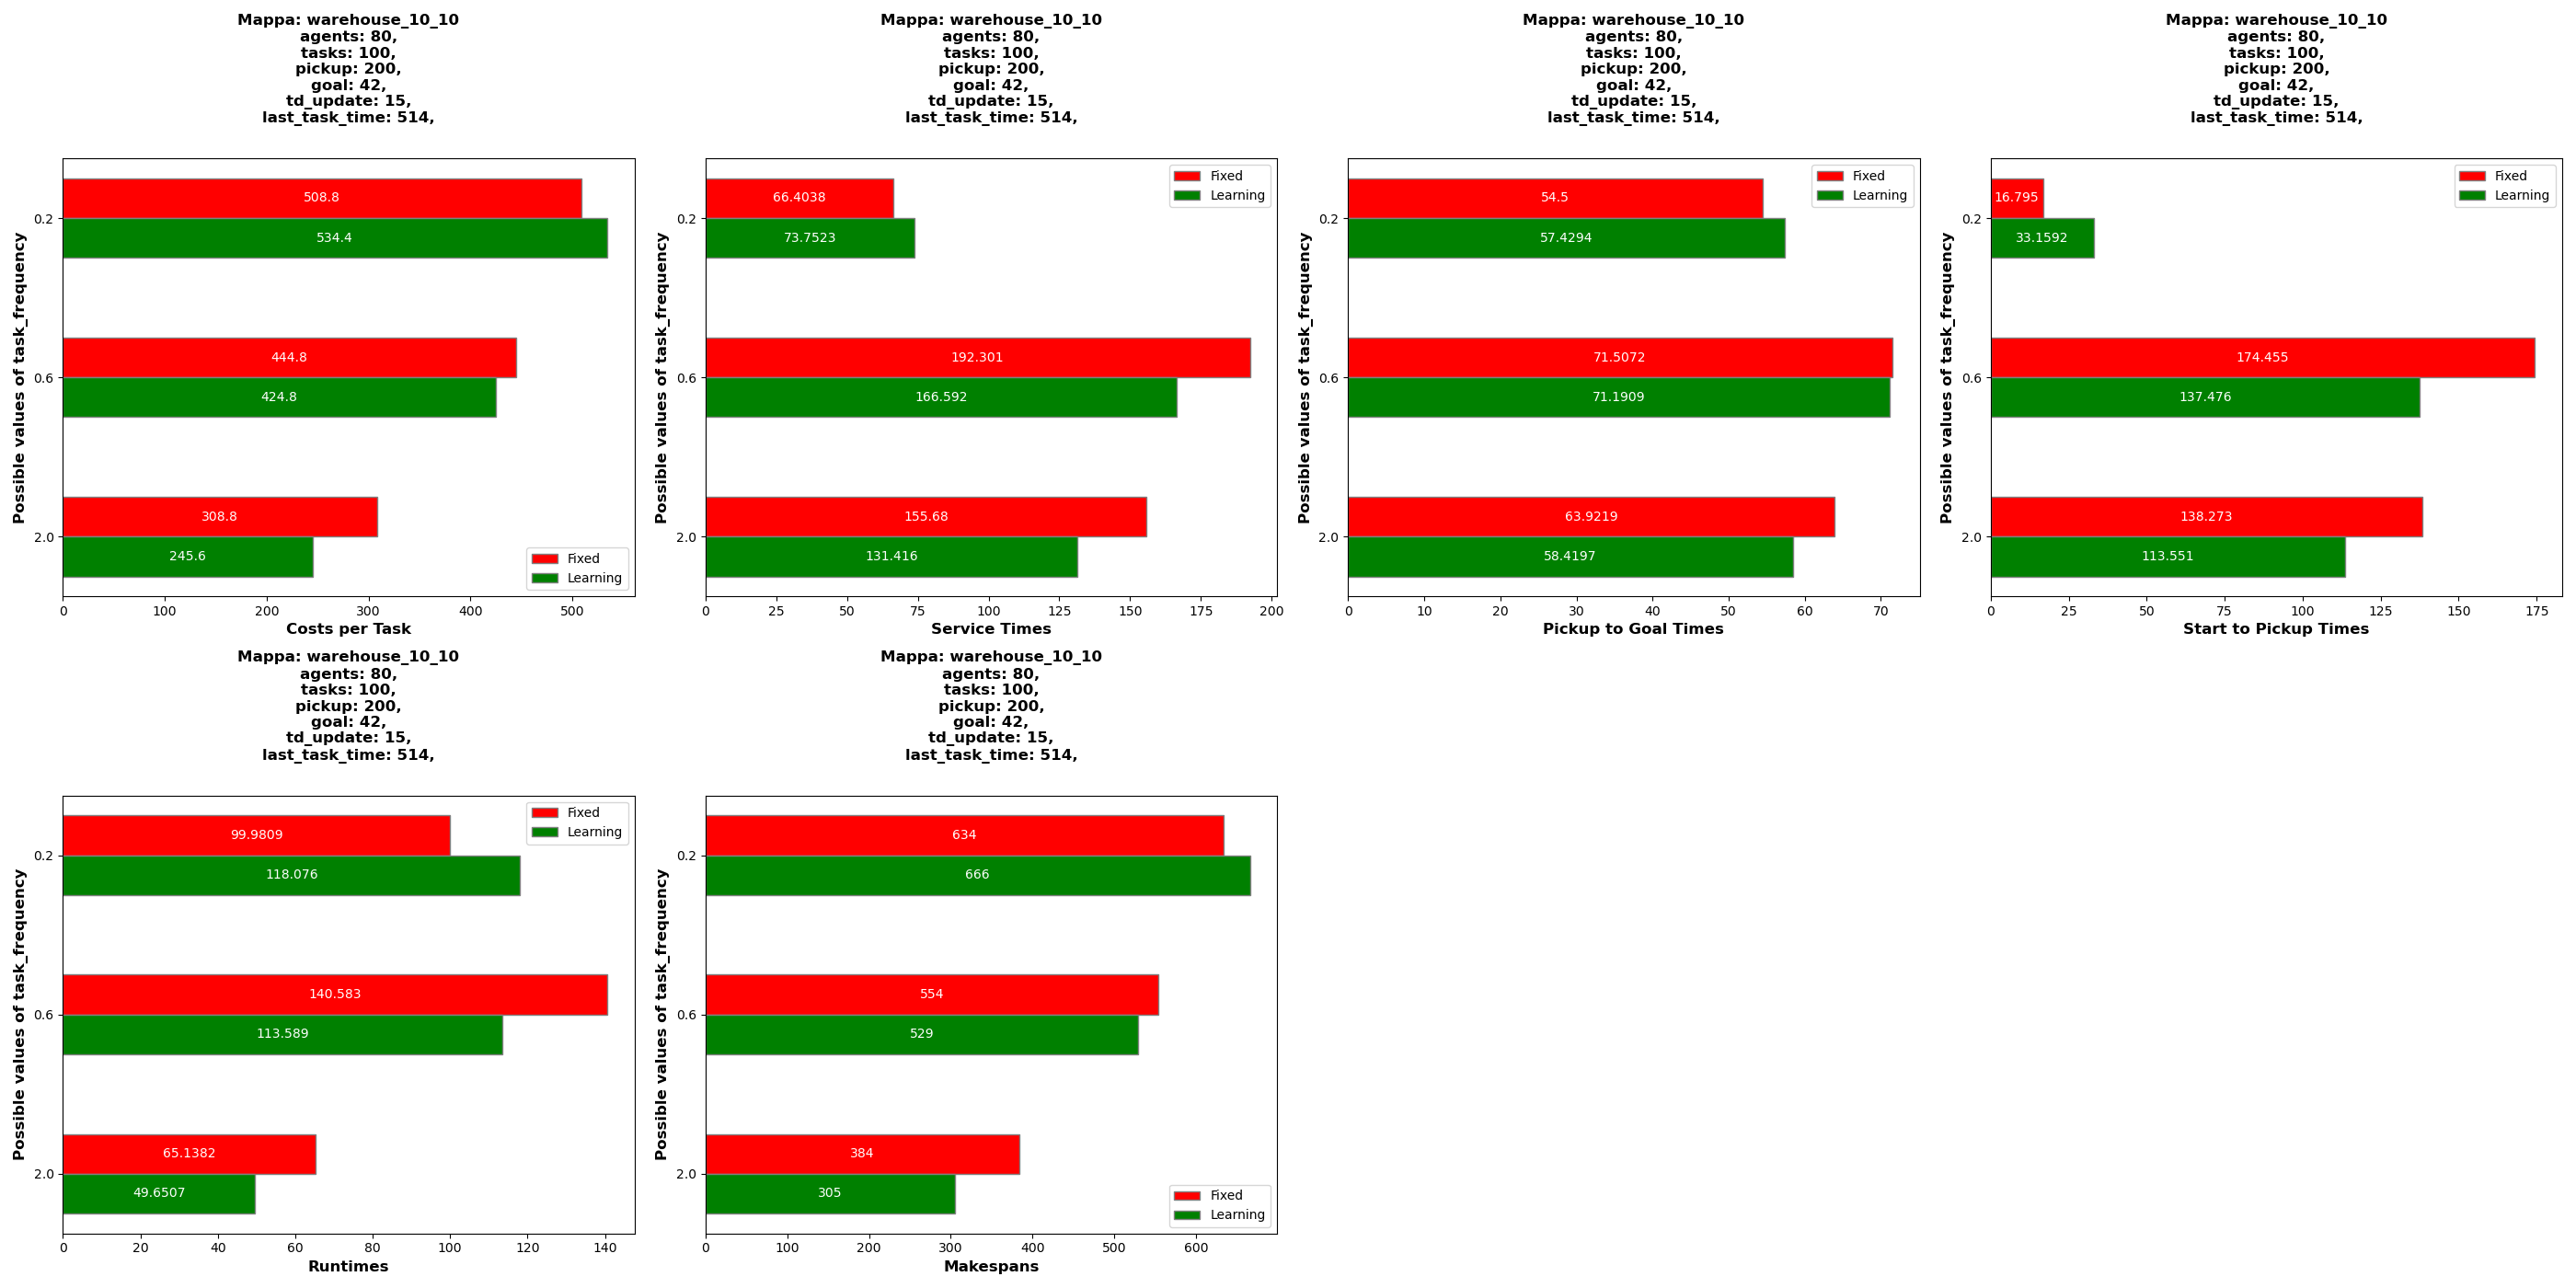 Mappa: warehouse_10_10
agents: 80,
tasks: 100,
pickup: 200,
goal: 42,
td_update: 15,
last_task_time: 514,
Possible values of task_frequency
0.2
0.6
2.0
508.8
534.4
444.8
424.8
308.8
245.6
Fixed
Learning
0 100 200 300 400 500
Costs per Task
Mappa: warehouse_10_10
agents: 80,
tasks: 100,
pickup: 200,
goal: 42,
td_update: 15,
last_task_time: 514,
Fixed
Learning
Possible values of task_frequency
0.2
0.6
2.0
66.4038
73.7523
192.301
166.592
155.68
131.416
0 25 50 75 100 125 150 175 200
Service Times
Mappa: warehouse_10_10
agents: 80,
tasks: 100,
pickup: 200,
goal: 42,
td_update: 15,
last_task_time: 514,
Fixed
Learning
Possible values of task_frequency
0.2
0.6
2.0
54.5
57.4294
71.5072
71.1909
63.9219
58.4197
0 10 20 30 40 50 60 70
Pickup to Goal Times
Mappa: warehouse_10_10
agents: 80,
tasks: 100,
pickup: 200,
goal: 42,
td_update: 15,
last_task_time: 514,
Fixed
Learning
Possible values of task_frequency
0.2
0.6
2.0
16.795
33.1592
174.455
137.476
138.273
113.551
0 25 50 75 100 125 150 175
Start to Pickup Times
Mappa: warehouse_10_10
agents: 80,
tasks: 100,
pickup: 200,
goal: 42,
td_update: 15,
last_task_time: 514,
Fixed
Learning
Possible values of task_frequency
0.2
0.6
2.0
99.9809
118.076
140.583
113.589
65.1382
49.6507
0 20 40 60 80 100 120 140
Runtimes
Mappa: warehouse_10_10
agents: 80,
tasks: 100,
pickup: 200,
goal: 42,
td_update: 15,
last_task_time: 514,
Possible values of task_frequency
0.2
0.6
2.0
634
666
554
529
384
305
Fixed
Learning
0 100 200 300 400 500 600
Makespans